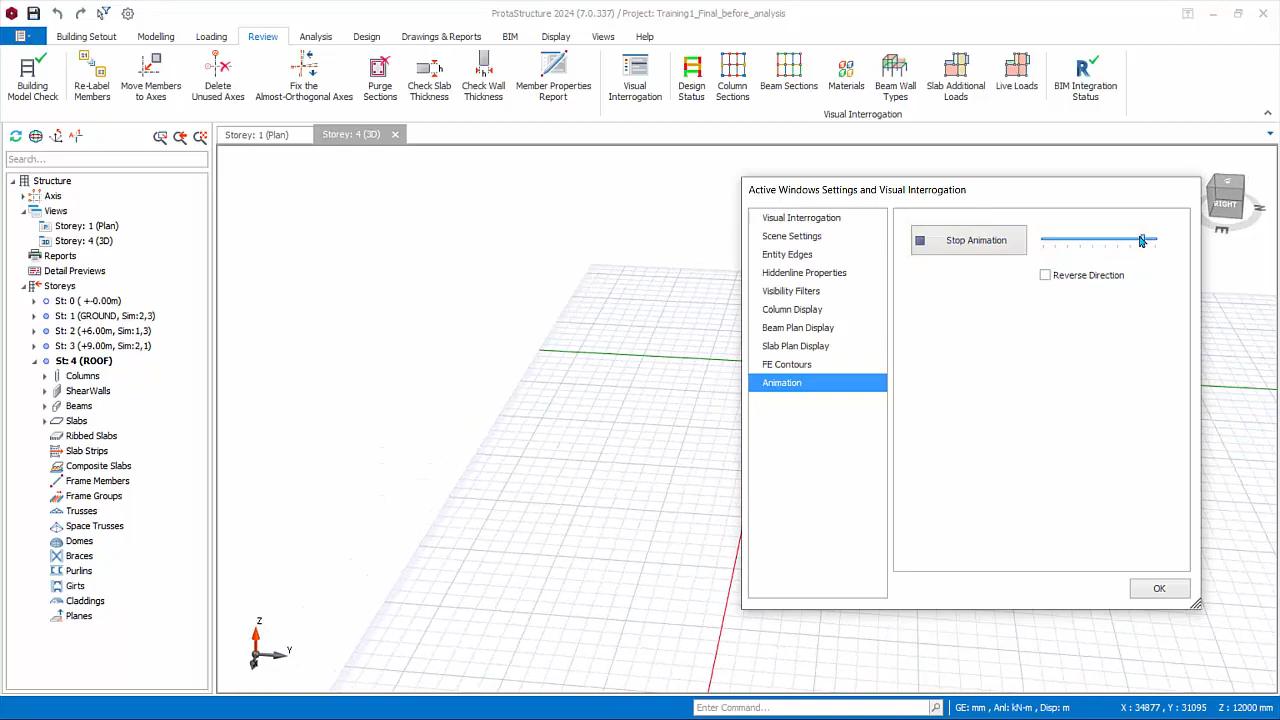 ProtaStructure 2024 (7.0.337) / Project: Training1_Final_before_analysis
Building Setout Modelling Loading Review Analysis Design Drawings & Reports BIM Display Views Help
Building Model Check
Re-Label Members
Move Members to Axes
Delete Unused Axes
Fix the Almost-Orthogonal Axes
Purge Sections
Check Slab Thickness
Check Wall Thickness
Member Properties Report
Visual Interrogation
Design Status
Column Sections
Beam Sections
Materials
Beam Wall Types
Slab Additional Loads
Live Loads
BIM Integration Status
Visual Interrogation
Storey: 1 (Plan)
Storey: 4 (3D)
Search...
Structure
Axis
Views
Storey: 1 (Plan)
Storey: 4 (3D)
Reports
Detail Previews
Storeys
St: 0 ( +-0.00m)
St: 1 (GROUND, Sim:2,3)
St: 2 (+6.00m, Sim:1,3)
St: 3 (+9.00m, Sim:2,1)
St: 4 (ROOF)
Columns
ShearWalls
Beams
Slabs
Ribbed Slabs
Slab Strips
Composite Slabs
Frame Members
Frame Groups
Trusses
Space Trusses
Domes
Braces
Purlins
Girts
Claddings
Planes
Active Windows Settings and Visual Interrogation
Visual Interrogation
Scene Settings
Entity Edges
Hiddenline Properties
Visibility Filters
Column Display
Beam Plan Display
Slab Plan Display
FE Contours
Animation
Stop Animation
Reverse Direction
OK
RIGHT
E
N
Z
Y
Enter Command...
GE: mm , Anl: kN-m , Disp: m
X : 34877 , Y : 31095
Z : 12000 mm